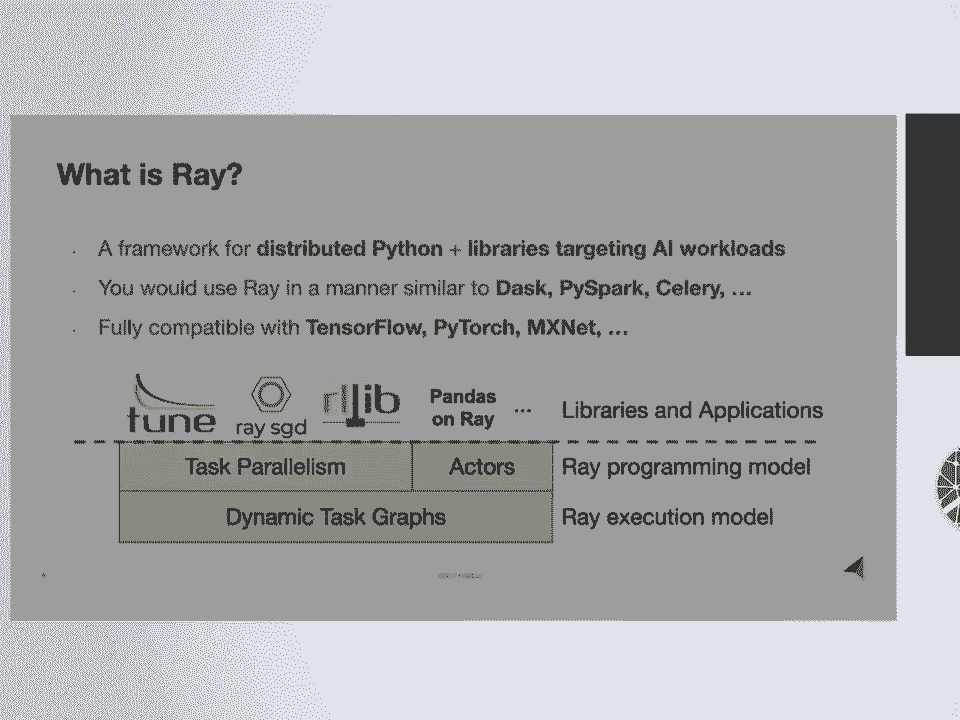 What is Ray?
· A framework for distributed Python + libraries targeting AI workloads
· You would use Ray in a manner similar to Dask, PySpark, Celery, ...
· Fully compatible with TensorFlow, PyTorch, MXNet, ...
tune
ray sgd
rllib
Pandas
on Ray
...
Libraries and Applications
Task Parallelism
Actors
Ray programming model
Dynamic Task Graphs
Ray execution model